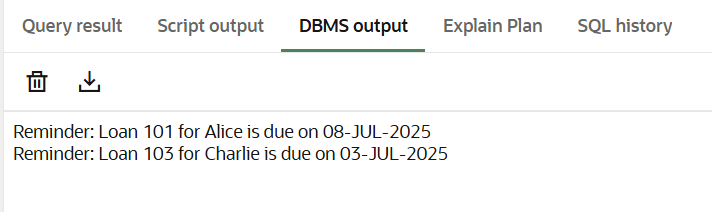 Query result Script output DBMS output Explain Plan SQL history
Reminder: Loan 101 for Alice is due on 08-JUL-2025
Reminder: Loan 103 for Charlie is due on 03-JUL-2025